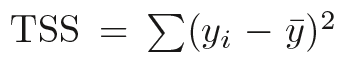 TSS = ∑(yᵢ − ȳ)²